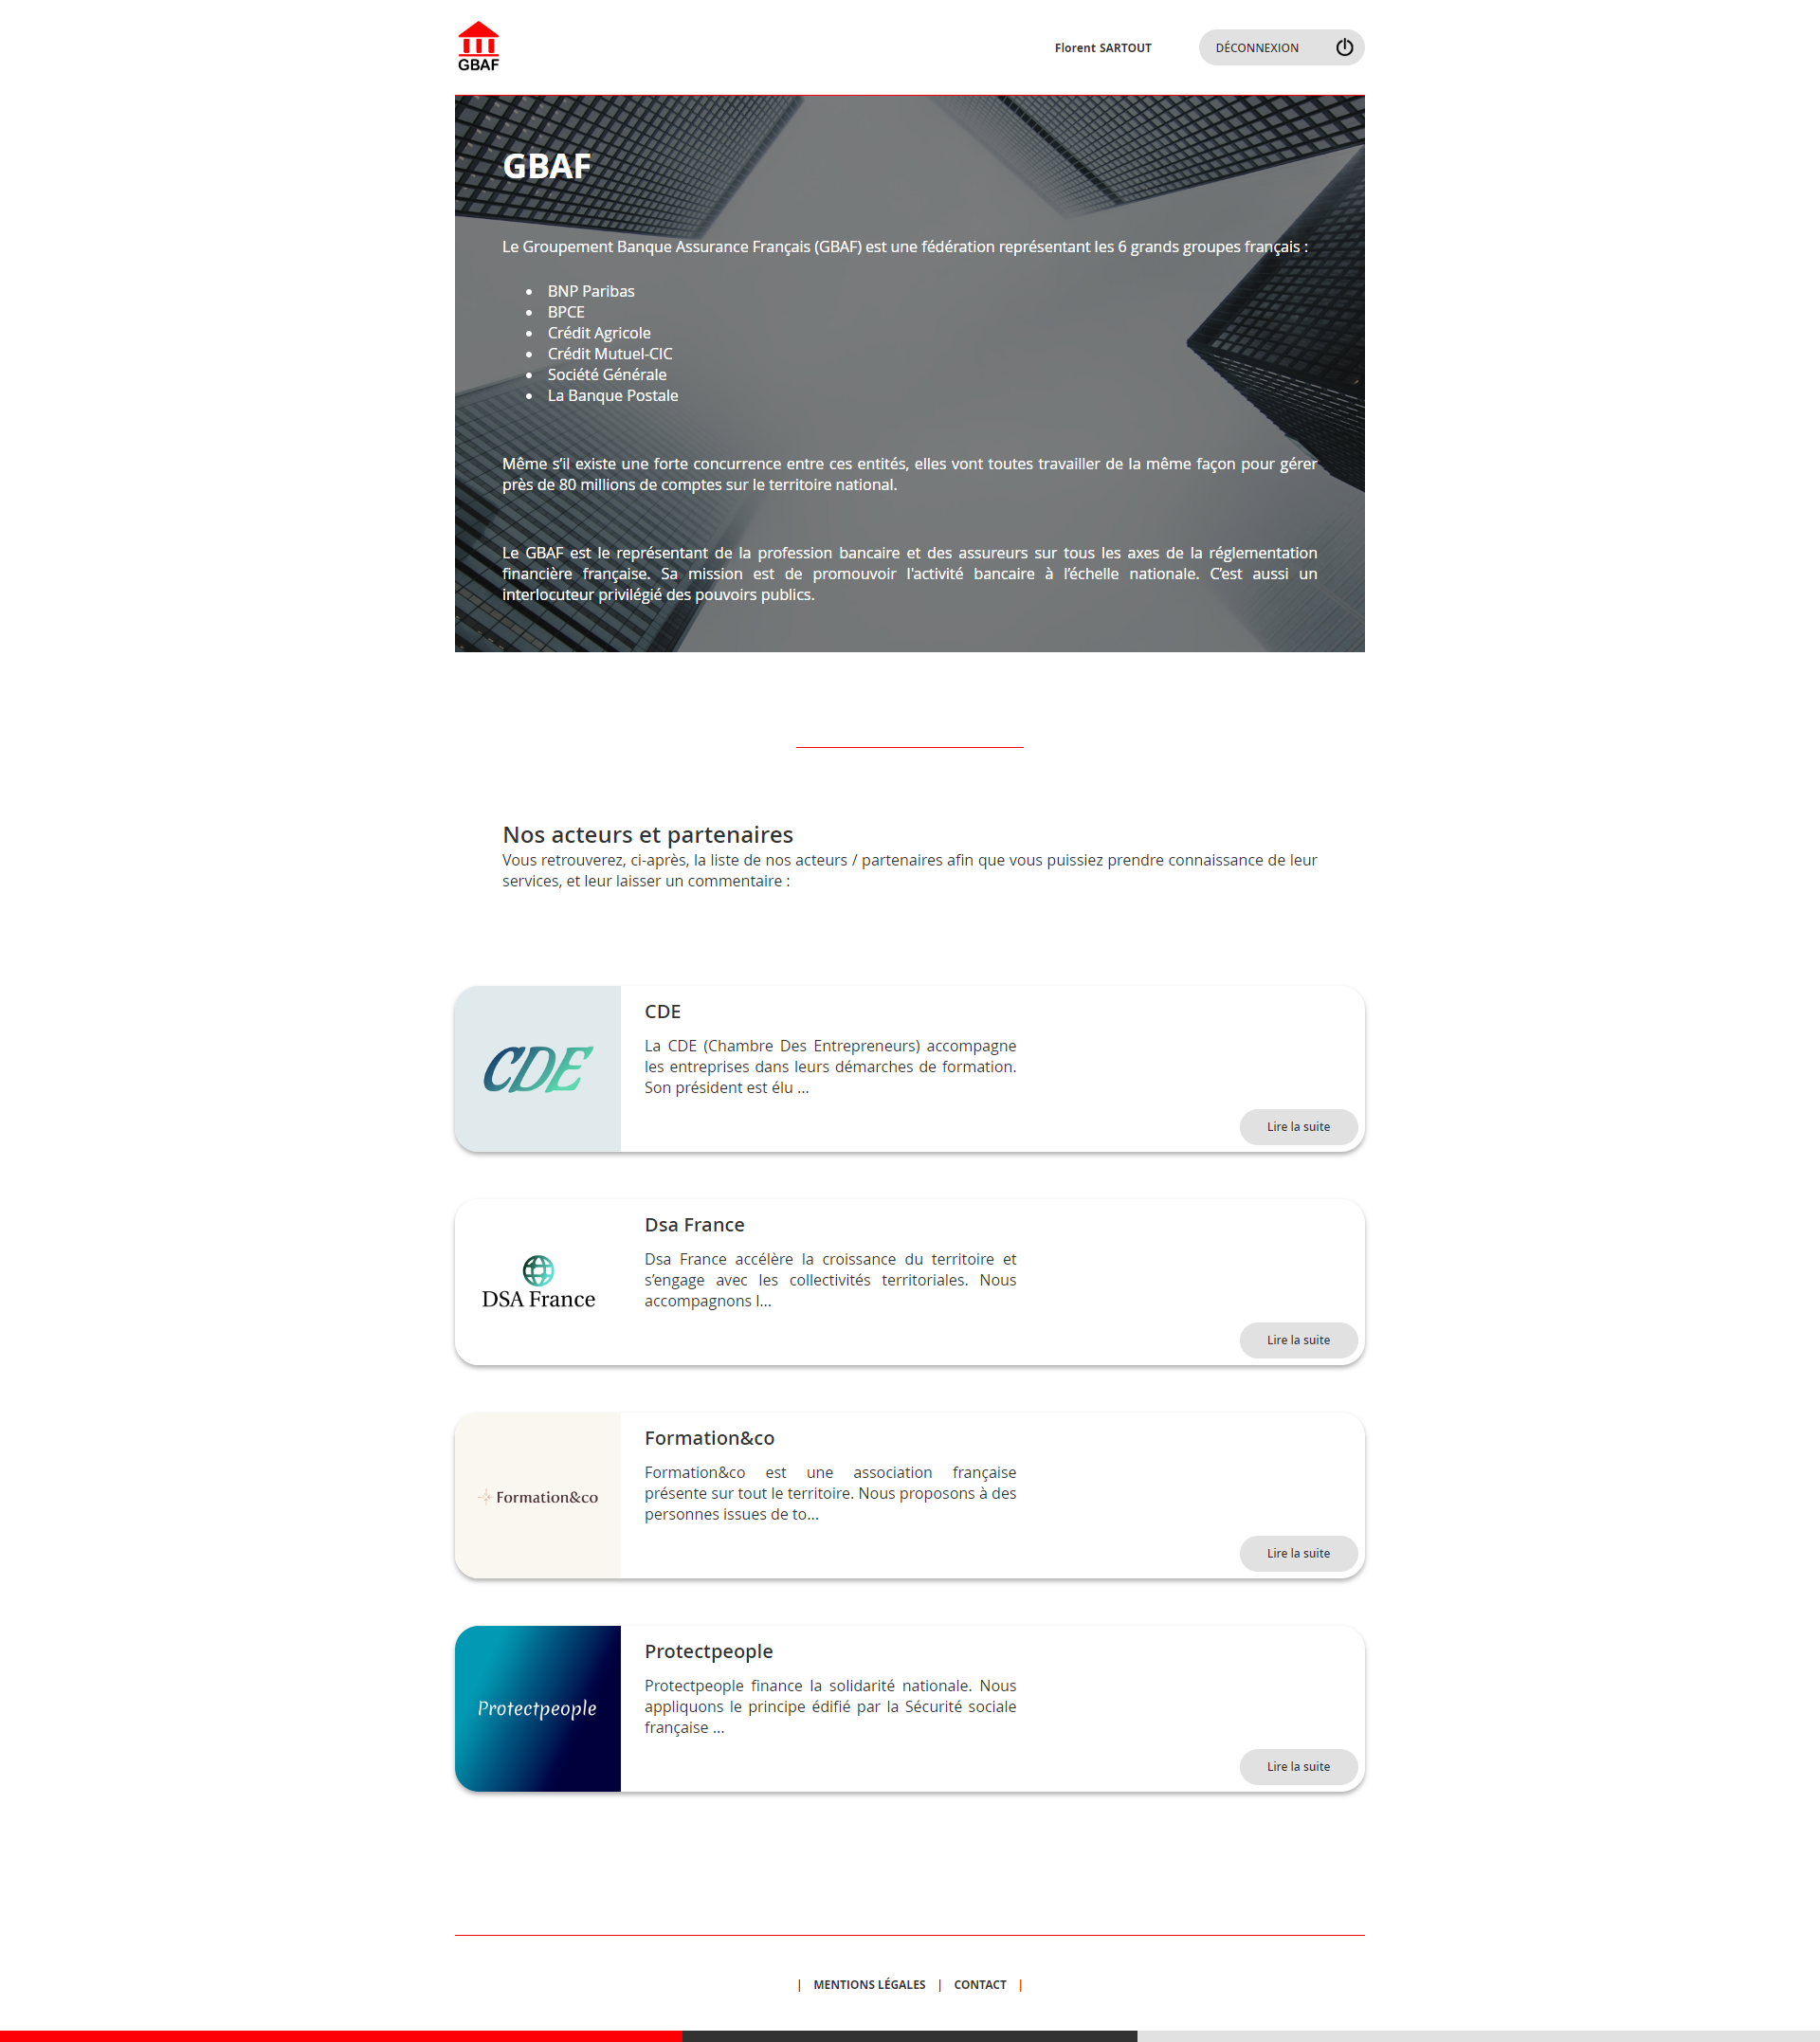 GBAF
Florent SARTOUT
DÉCONNEXION
GBAF
Le Groupement Banque Assurance Français (GBAF) est une fédération représentant les 6 grands groupes français :
BNP Paribas
BPCE
Crédit Agricole
Crédit Mutuel-CIC
Société Générale
La Banque Postale
Même s’il existe une forte concurrence entre ces entités, elles vont toutes travailler de la même façon pour gérer
près de 80 millions de comptes sur le territoire national.
Le GBAF est le représentant de la profession bancaire et des assureurs sur tous les axes de la réglementation
financière française. Sa mission est de promouvoir l'activité bancaire à l’échelle nationale. C’est aussi un
interlocuteur privilégié des pouvoirs publics.
Nos acteurs et partenaires
Vous retrouverez, ci-après, la liste de nos acteurs / partenaires afin que vous puissiez prendre connaissance de leur
services, et leur laisser un commentaire :
CDE
CDE
La CDE (Chambre Des Entrepreneurs) accompagne
les entreprises dans leurs démarches de formation.
Son président est élu ...
Lire la suite
DSA France
Dsa France
Dsa France accélère la croissance du territoire et
s’engage avec les collectivités territoriales. Nous
accompagnons l...
Lire la suite
Formation&co
Formation&co
Formation&co est une association française
présente sur tout le territoire. Nous proposons à des
personnes issues de to...
Lire la suite
Protectpeople
Protectpeople
Protectpeople finance la solidarité nationale. Nous
appliquons le principe édifié par la Sécurité sociale
française ...
Lire la suite
| MENTIONS LÉGALES | CONTACT |